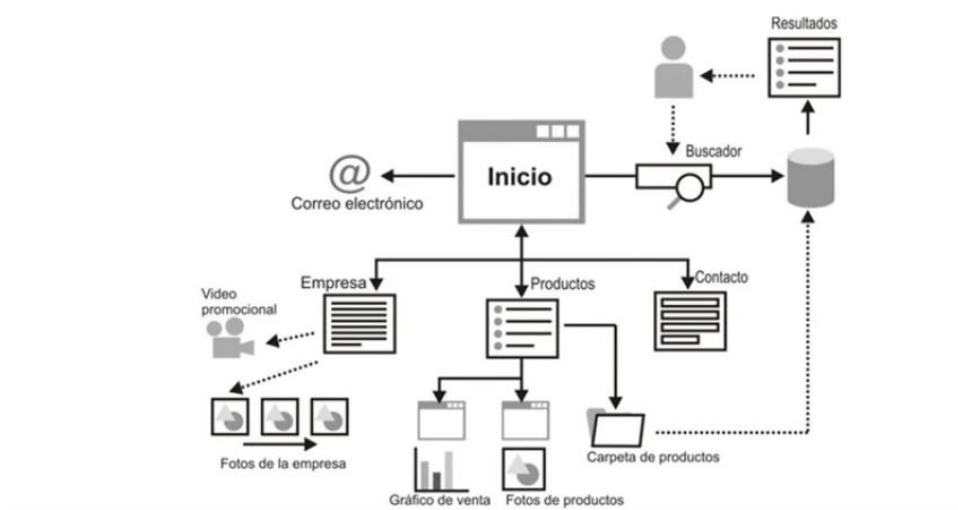 Resultados
Buscador
Inicio
@
Correo electrónico
Empresa
Productos
Contacto
Video
promocional
Fotos de la empresa
Gráfico de venta
Fotos de productos
Carpeta de productos